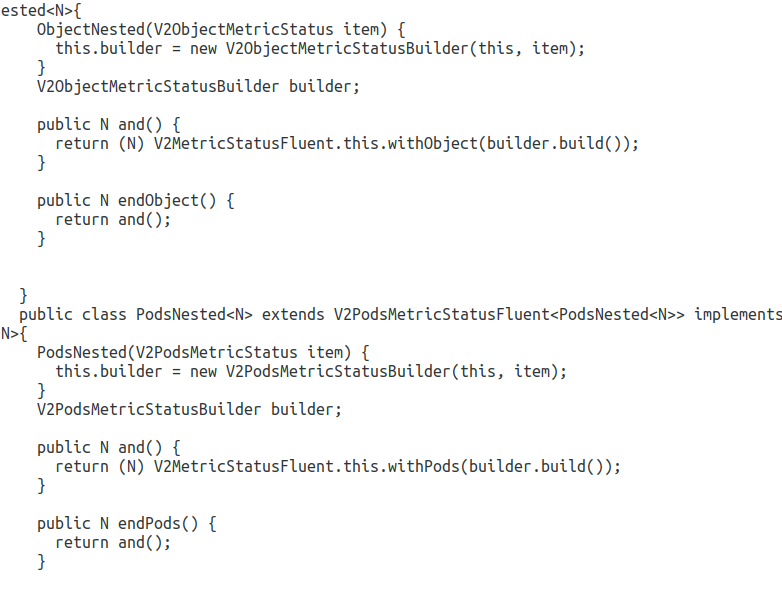 ested<N>{
    ObjectNested(V2ObjectMetricStatus item) {
      this.builder = new V2ObjectMetricStatusBuilder(this, item);
    }
    V2ObjectMetricStatusBuilder builder;

    public N and() {
      return (N) V2MetricStatusFluent.this.withObject(builder.build());
    }

    public N endObject() {
      return and();
    }


  }
  public class PodsNested<N> extends V2PodsMetricStatusFluent<PodsNested<N>> implements
N>{
    PodsNested(V2PodsMetricStatus item) {
      this.builder = new V2PodsMetricStatusBuilder(this, item);
    }
    V2PodsMetricStatusBuilder builder;

    public N and() {
      return (N) V2MetricStatusFluent.this.withPods(builder.build());
    }

    public N endPods() {
      return and();
    }